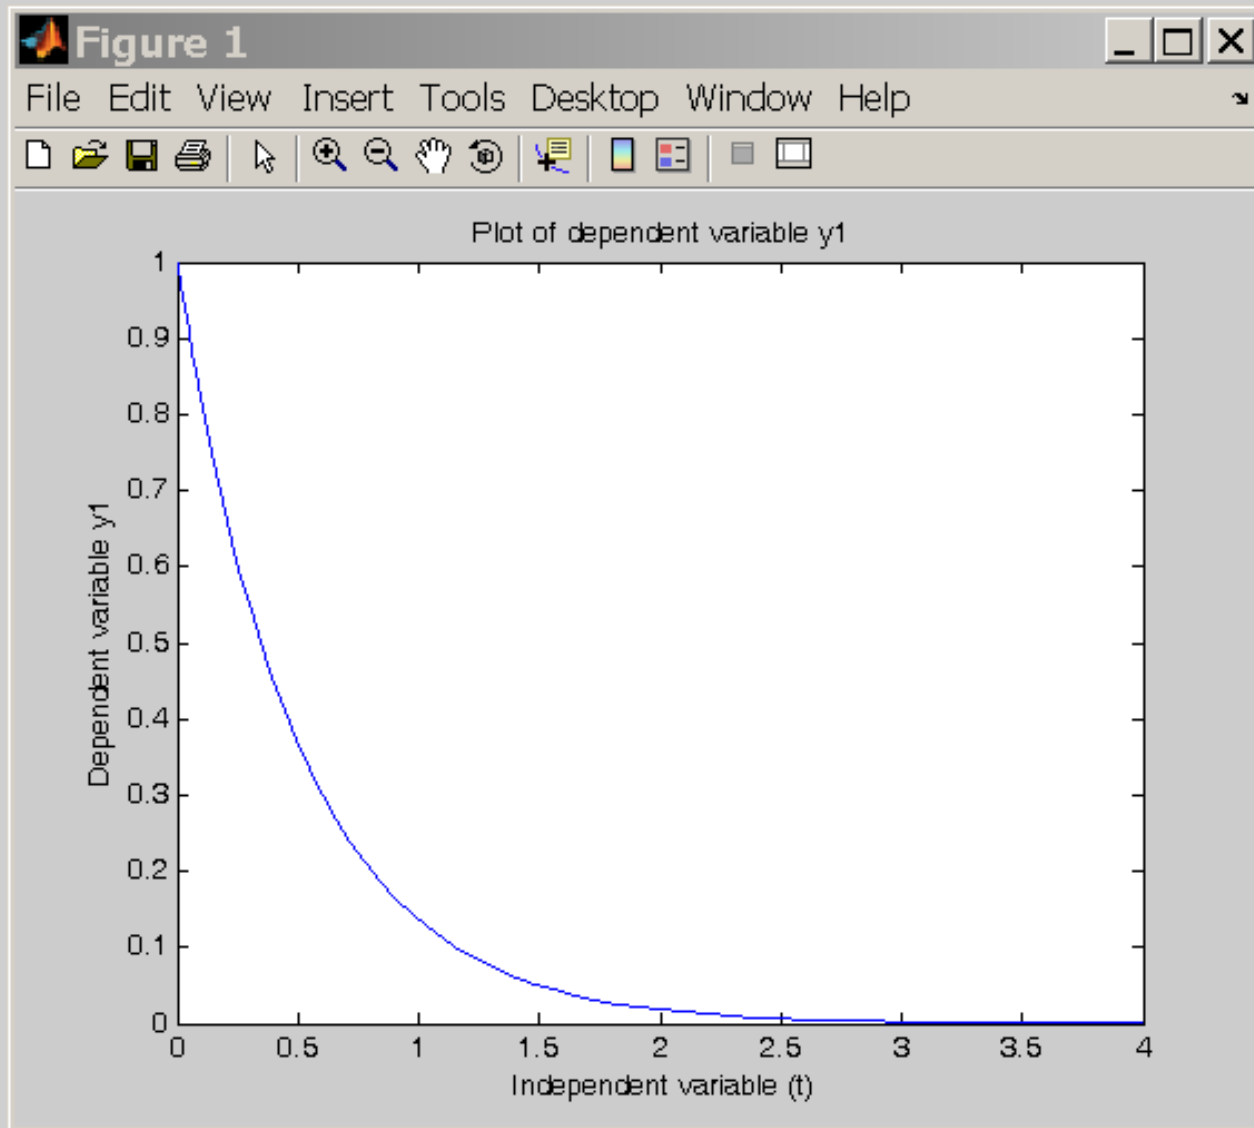 Figure 1
File Edit View Insert Tools Desktop Window Help
Plot of dependent variable y1
1
0.9
0.8
0.7
0.6
0.5
0.4
0.3
0.2
0.1
0
Dependent variable y1
0 0.5 1 1.5 2 2.5 3 3.5 4
Independent variable (t)